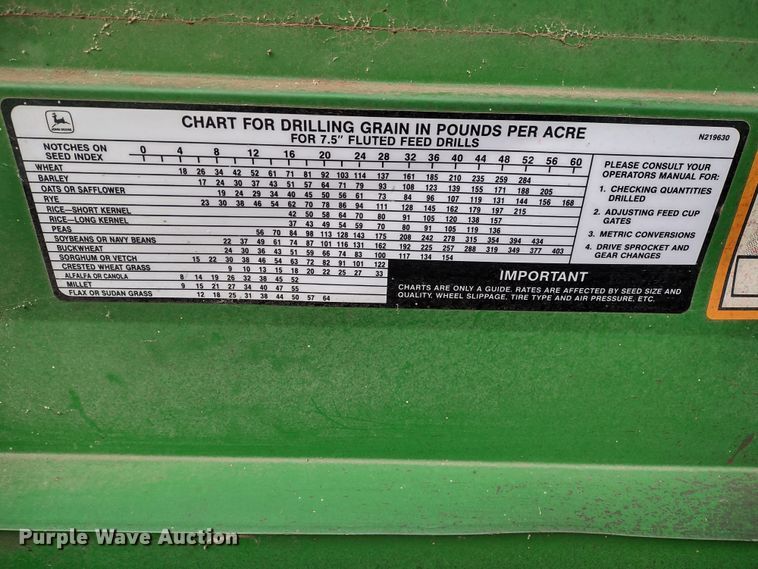 JOHN DEERE
CHART FOR DRILLING GRAIN IN POUNDS PER ACRE
FOR 7.5" FLUTED FEED DRILLS
N219630
NOTCHES ON
SEED INDEX
0 4 8 12 16 20 24 28 32 36 40 44 48 52 56 60
WHEAT 18 26 34 42 52 61 71 81 92 103 114 137 161 185 210 235 259 284
BARLEY 17 24 30 37 43 51 57 64 71 79 93 108 123 139 155 171 188 205
OATS OR SAFFLOWER 19 24 29 34 40 45 50 56 61 73 84 96 107 119 131 144 156 168
RYE 23 30 38 46 54 62 70 78 86 94 111 128 145 162 179 197 215
RICE—SHORT KERNEL 42 50 58 64 70 80 91 105 120 138 157
RICE—LONG KERNEL 37 43 49 54 59 70 80 91 105 119 136
PEAS 56 70 84 98 113 128 143 175 208 242 278 315 354 394 434
SOYBEANS OR NAVY BEANS 22 37 49 61 74 87 101 116 131 162 192 225 257 288 319 349 377 403
BUCKWHEAT 24 30 36 43 51 59 66 74 83 100 117 134 154
SORGHUM OR VETCH 15 22 30 38 46 54 63 72 82 91 101 122
CRESTED WHEAT GRASS 9 10 13 15 18 20 22 25 27 33
ALFALFA OR CANOLA 8 14 19 26 32 38 45 52
MILLET 9 15 21 27 34 40 47 55
FLAX OR SUDAN GRASS 12 18 25 31 38 44 50 57 64
PLEASE CONSULT YOUR
OPERATORS MANUAL FOR:
1. CHECKING QUANTITIES
DRILLED
2. ADJUSTING FEED CUP
GATES
3. METRIC CONVERSIONS
4. DRIVE SPROCKET AND
GEAR CHANGES
IMPORTANT
CHARTS ARE ONLY A GUIDE. RATES ARE AFFECTED BY SEED SIZE AND
QUALITY, WHEEL SLIPPAGE, TIRE TYPE AND AIR PRESSURE, ETC.
Purple Wave Auction